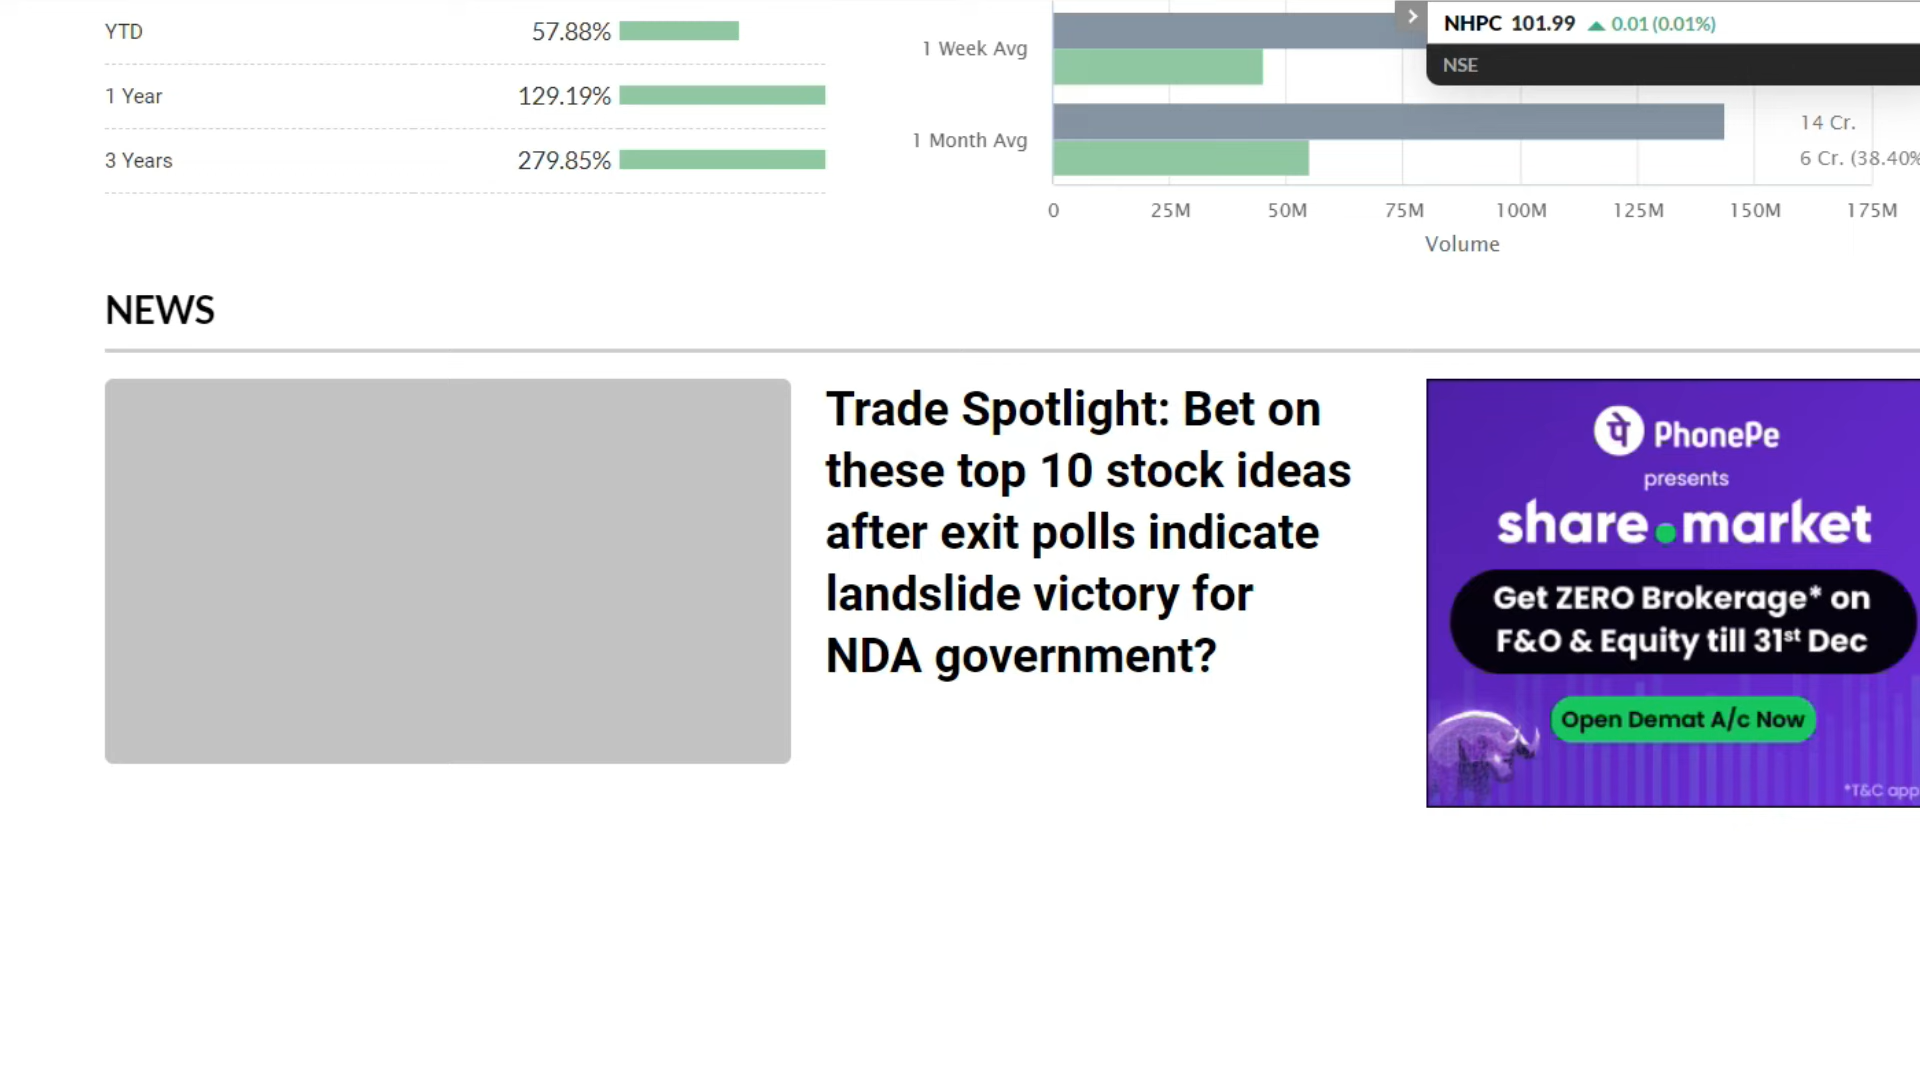 YTD 57.88%
1 Year 129.19%
3 Years 279.85%
1 Week Avg
1 Month Avg
14 Cr.
6 Cr. (38.40%
0 25M 50M 75M 100M 125M 150M 175M
Volume
NHPC 101.99 ▲ 0.01 (0.01%)
NSE
NEWS
Trade Spotlight: Bet on
these top 10 stock ideas
after exit polls indicate
landslide victory for
NDA government?
पे PhonePe
presents
share.market
Get ZERO Brokerage* on
F&O & Equity till 31st Dec
Open Demat A/c Now
*T&C app